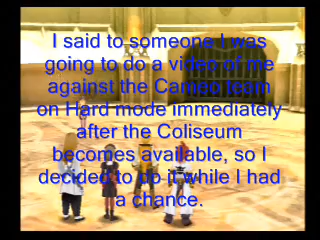 I said to someone I was
going to do a video of me
against the Cameo team
on Hard mode immediately
after the Coliseum
becomes available, so I
decided to do it while I had
a chance.